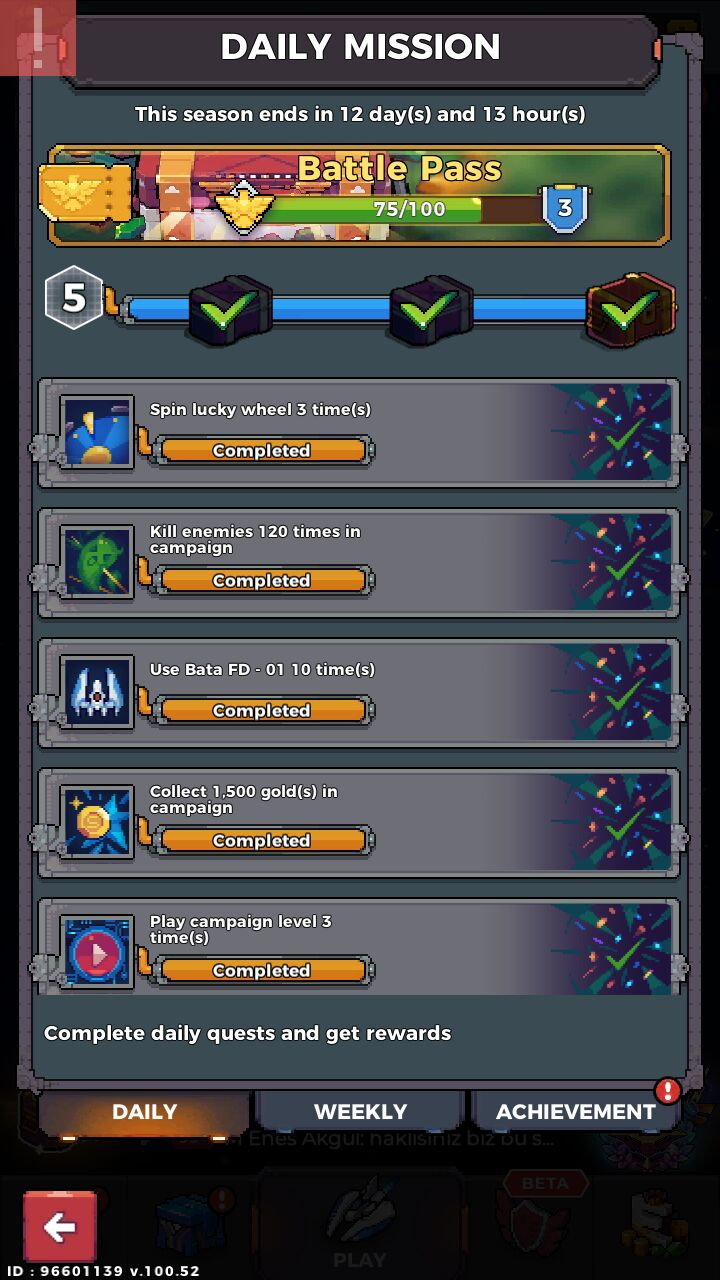 DAILY MISSION
This season ends in 12 day(s) and 13 hour(s)
Battle Pass
75/100
3
5
Spin lucky wheel 3 time(s)
Completed
Kill enemies 120 times in
campaign
Completed
Use Bata FD - 01 10 time(s)
Completed
Collect 1,500 gold(s) in
campaign
Completed
Play campaign level 3
time(s)
Completed
Complete daily quests and get rewards
DAILY
WEEKLY
ACHIEVEMENT
Enes Akgül: haklısınız biz bu s...
BETA
PLAY
ID : 96601139 v.100.52